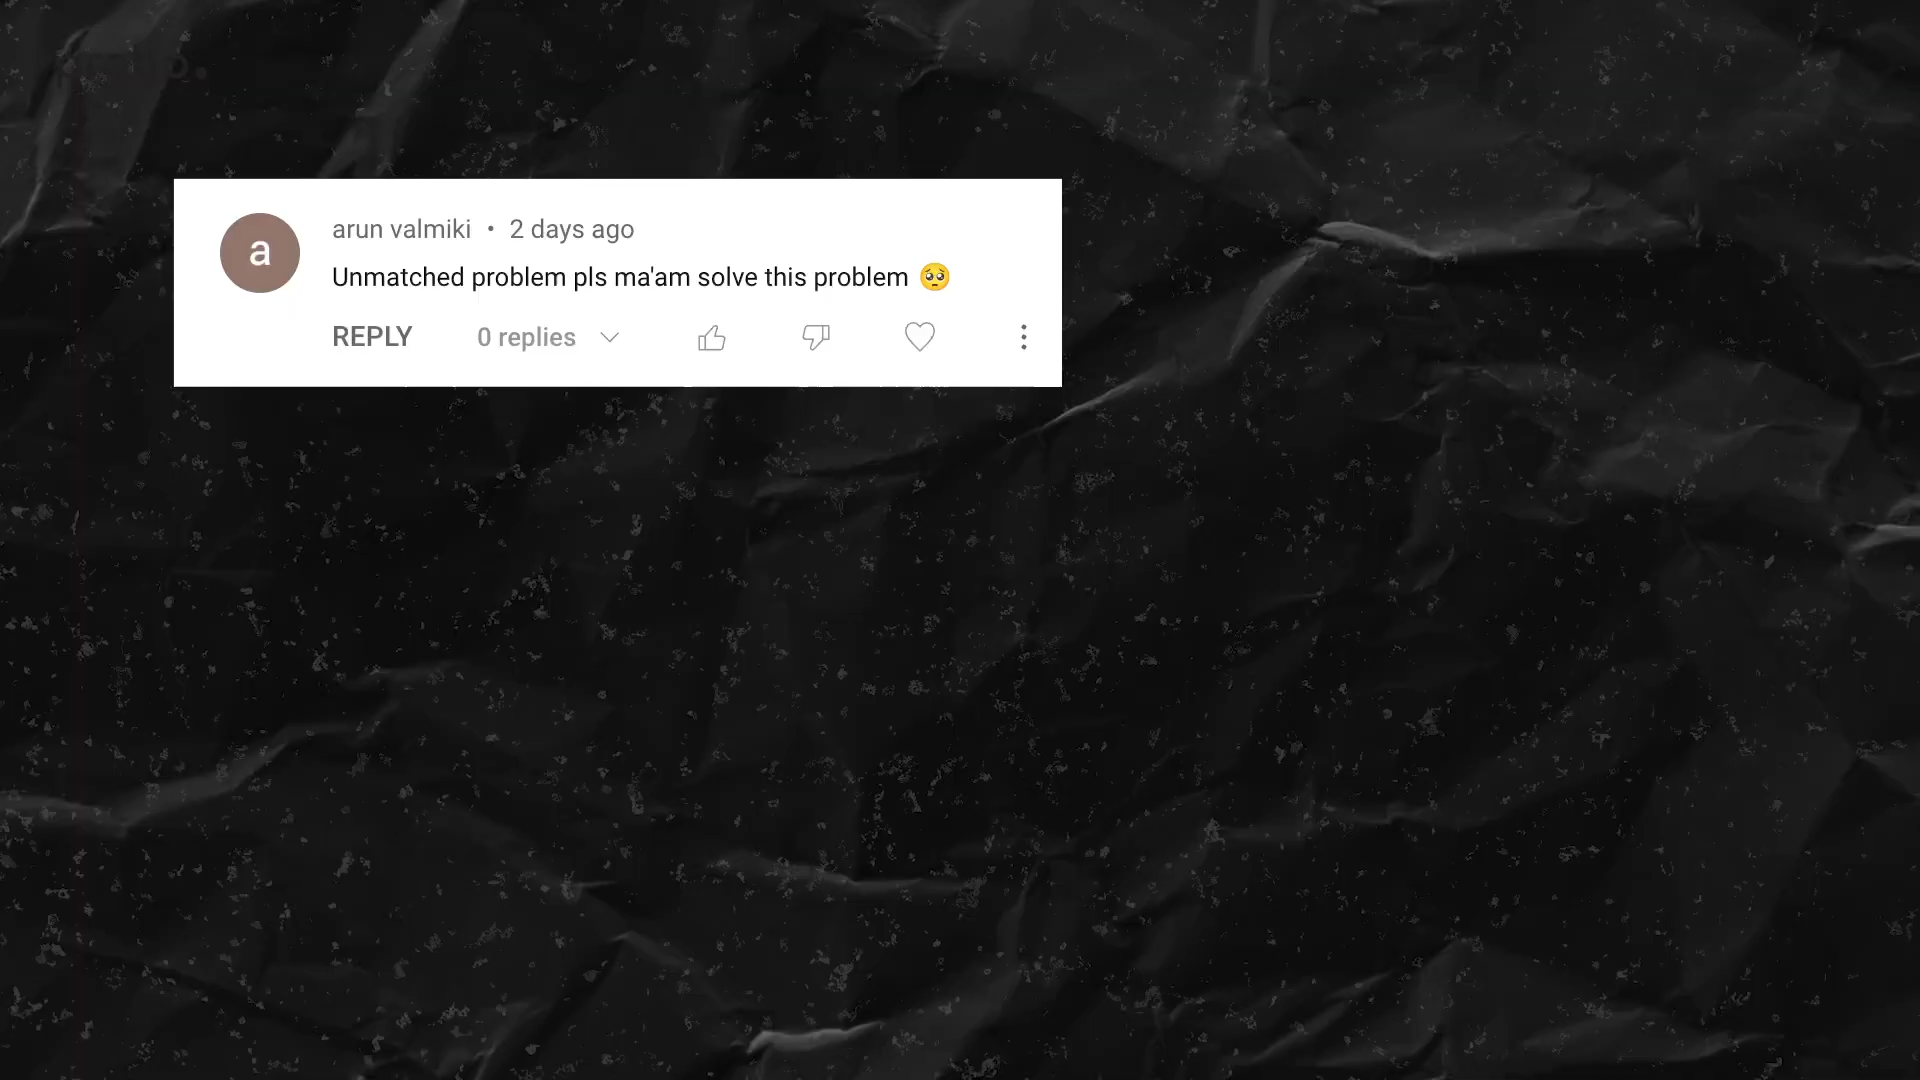 a
arun valmiki • 2 days ago
Unmatched problem pls ma'am solve this problem 🥺
REPLY 0 replies